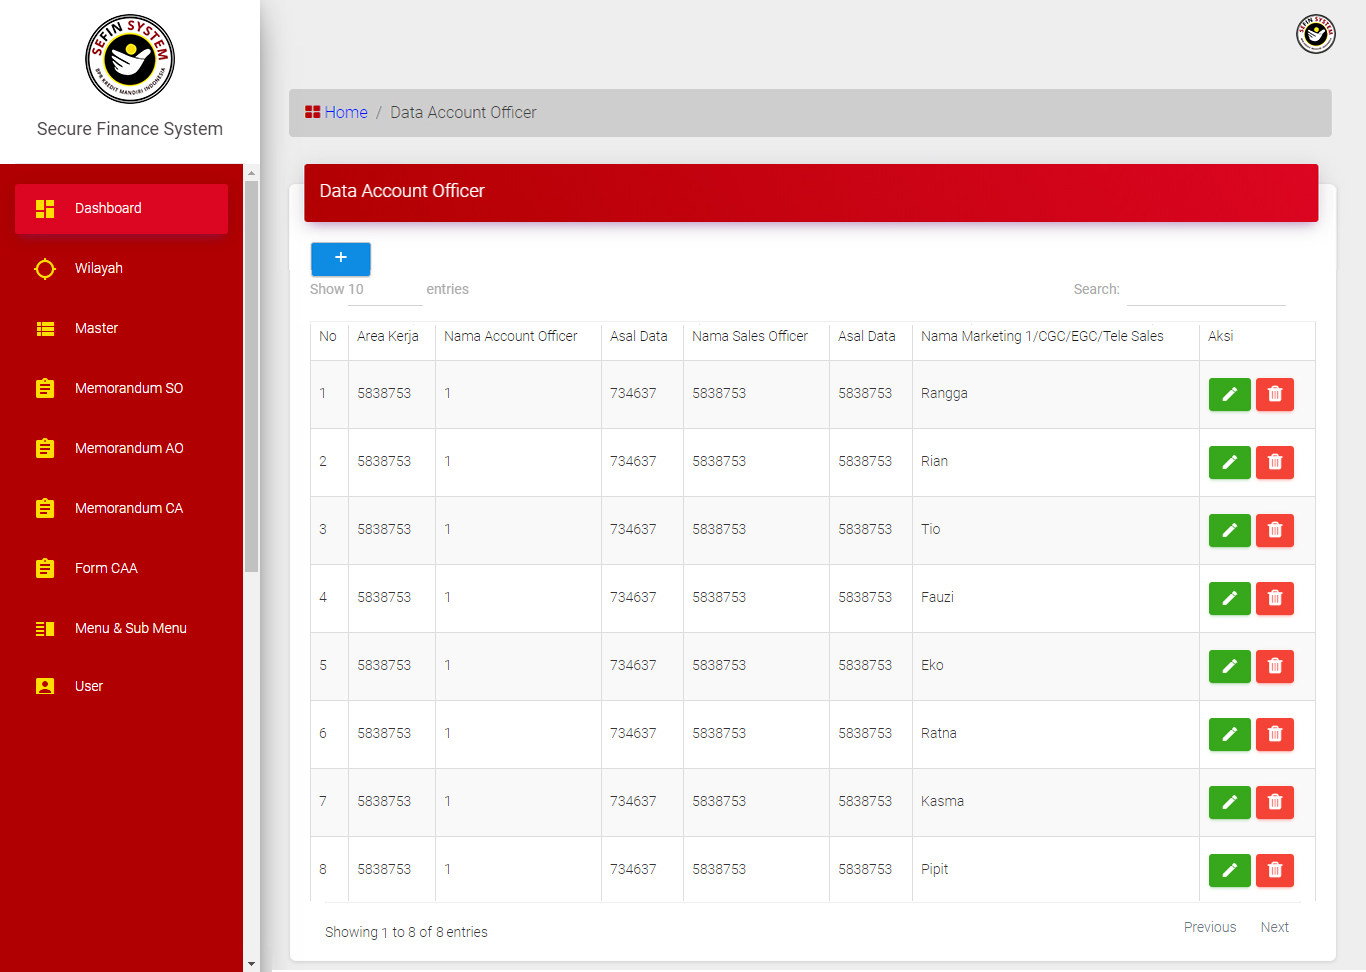 SEFIN SYSTEM
BPR KREDIT MANDIRI INDONESIA
Secure Finance System
Dashboard
Wilayah
Master
Memorandum SO
Memorandum AO
Memorandum CA
Form CAA
Menu & Sub Menu
User
SEFIN SYSTEM
Home / Data Account Officer
Data Account Officer
+
Show 10 entries
Search:
No Area Kerja Nama Account Officer Asal Data Nama Sales Officer Asal Data Nama Marketing 1/CGC/EGC/Tele Sales Aksi
1 5838753 1 734637 5838753 5838753 Rangga
2 5838753 1 734637 5838753 5838753 Rian
3 5838753 1 734637 5838753 5838753 Tio
4 5838753 1 734637 5838753 5838753 Fauzi
5 5838753 1 734637 5838753 5838753 Eko
6 5838753 1 734637 5838753 5838753 Ratna
7 5838753 1 734637 5838753 5838753 Kasma
8 5838753 1 734637 5838753 5838753 Pipit
Showing 1 to 8 of 8 entries
Previous Next